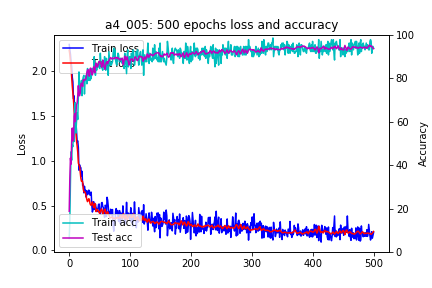 a4_005: 500 epochs loss and accuracy
Train loss
Test loss
2.0
1.5
1.0
0.5
0.0
Loss
100
80
60
40
20
0
Accuracy
Train acc
Test acc
0
100
200
300
400
500